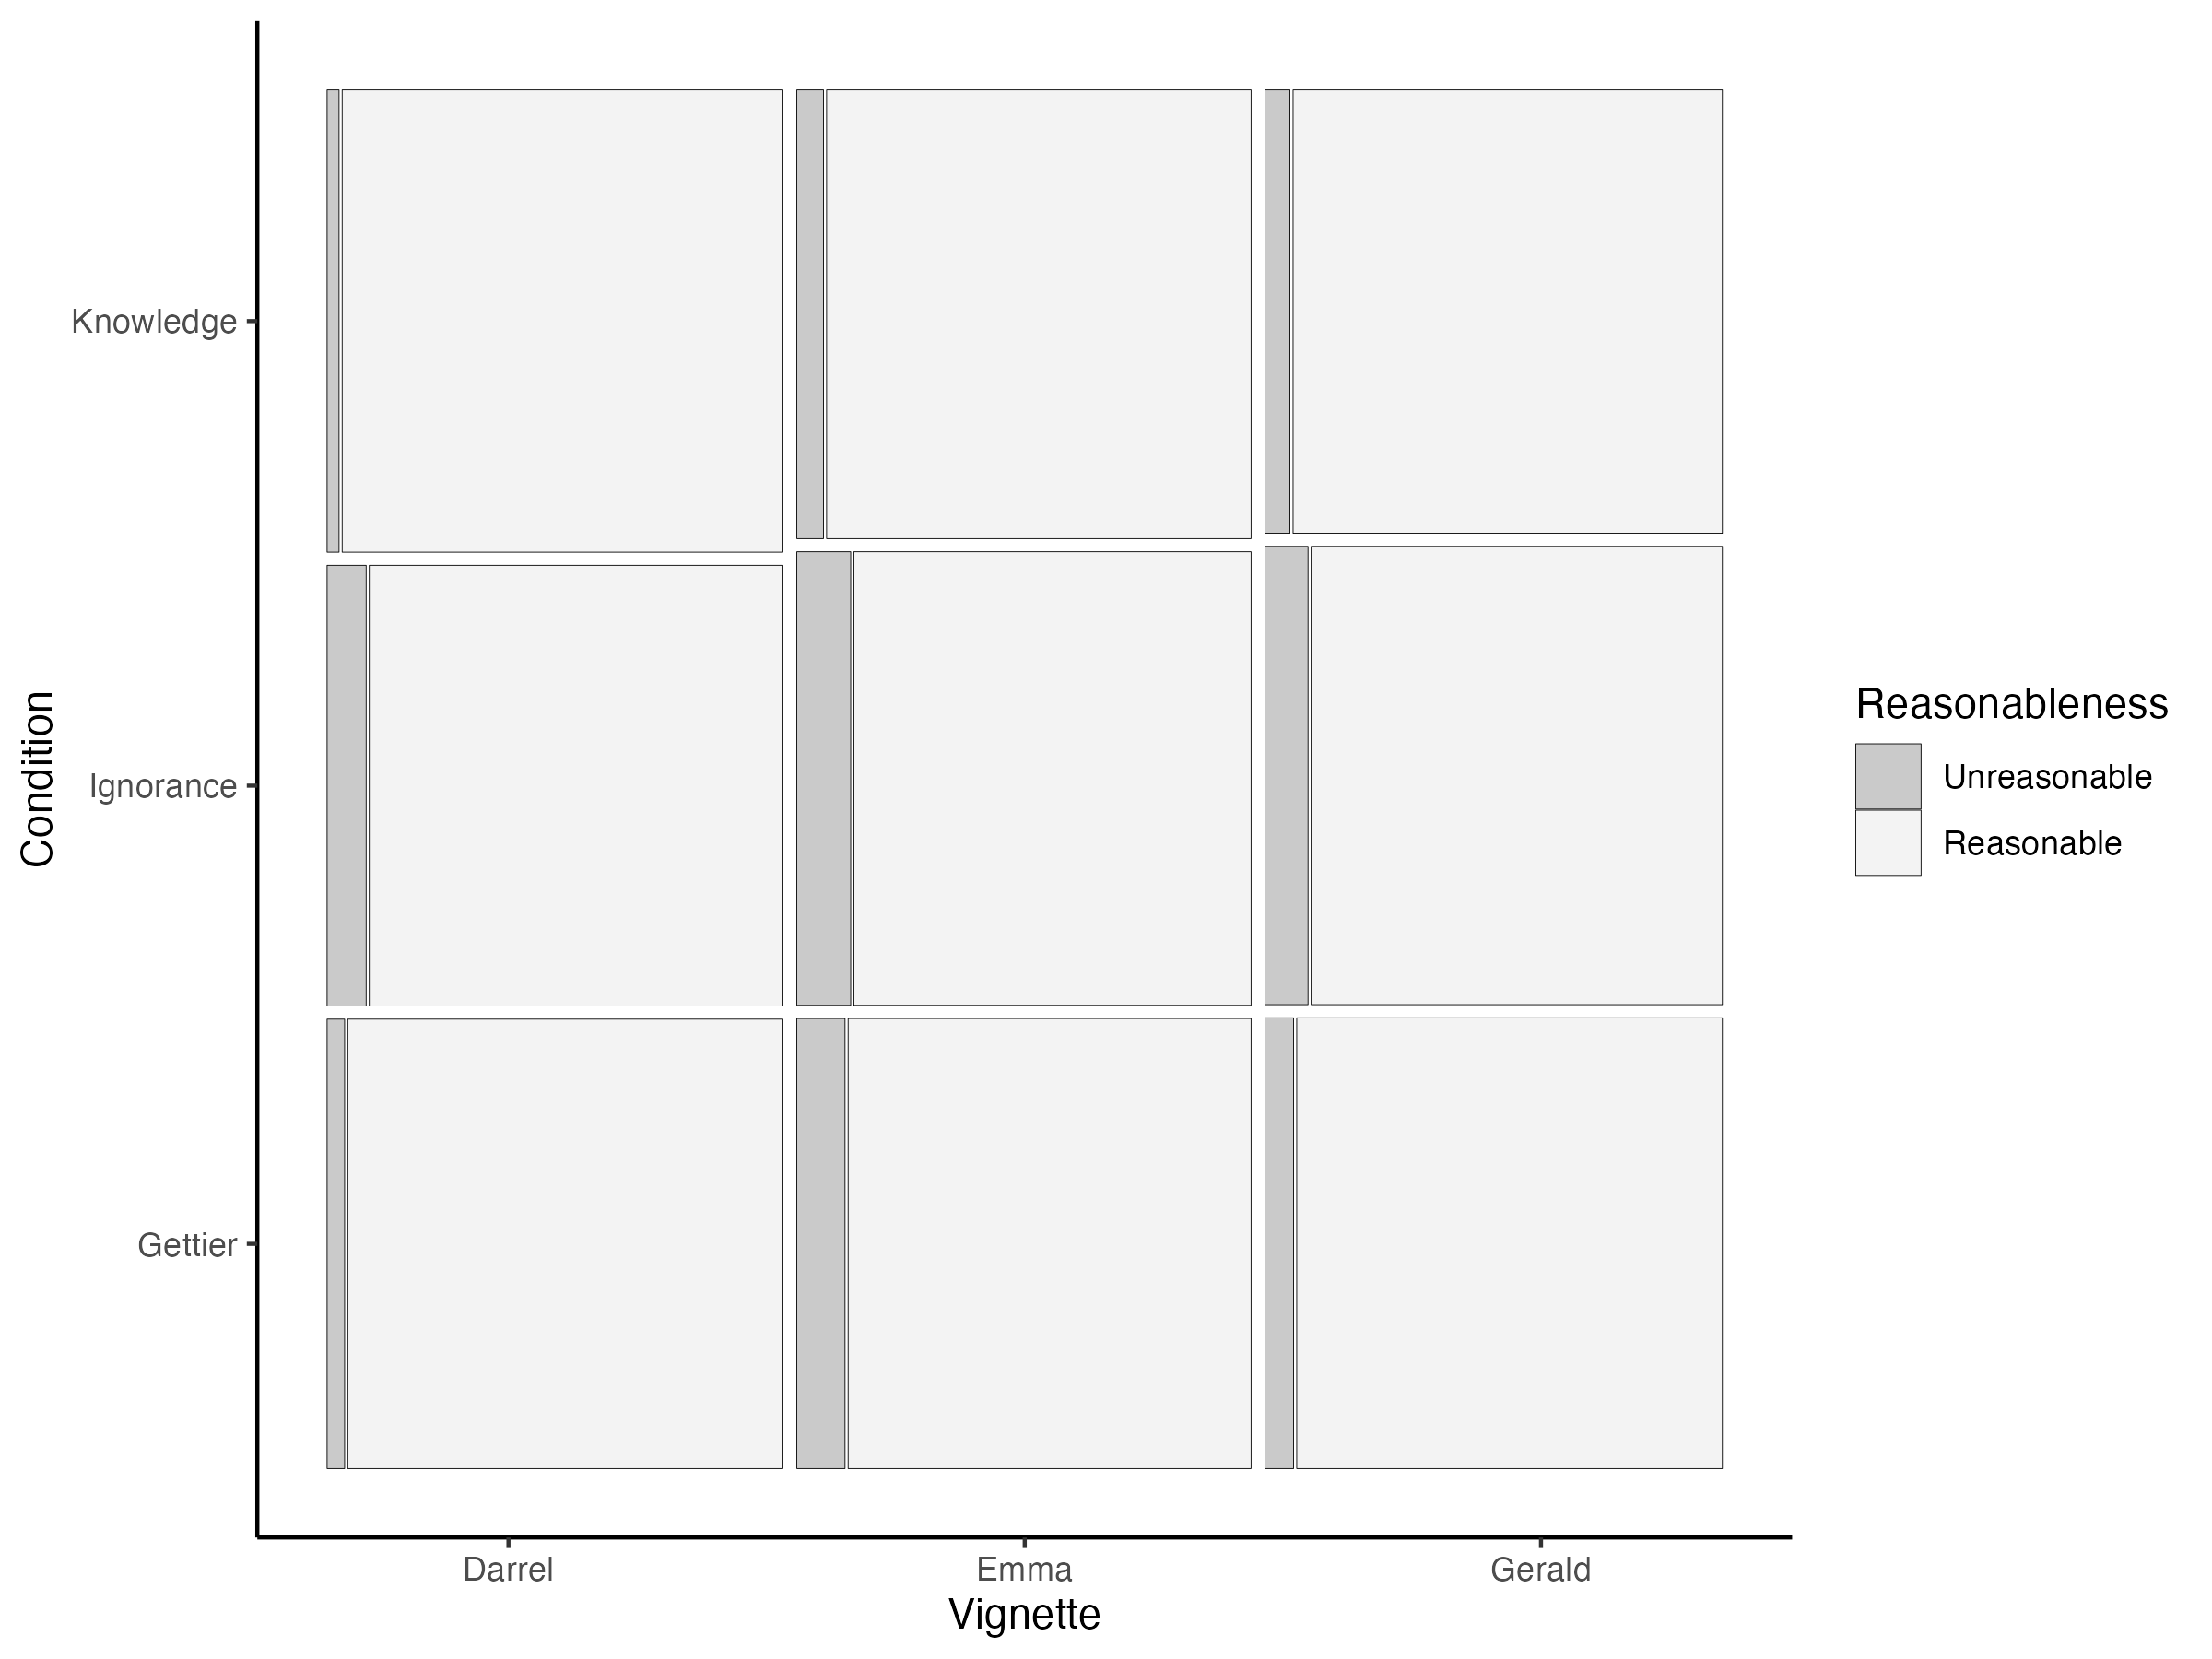 Condition
Knowledge
Ignorance
Gettier
Darrel
Emma
Gerald
Vignette
Reasonableness
Unreasonable
Reasonable